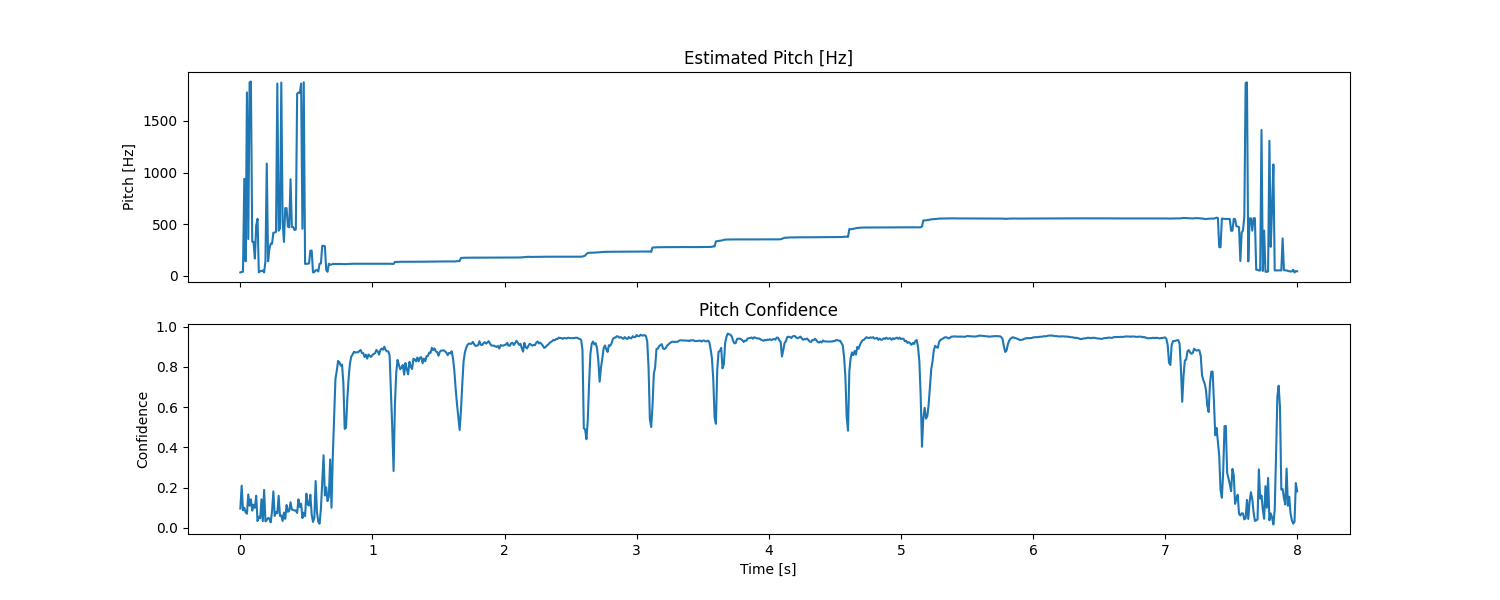 Estimated Pitch [Hz]
Pitch [Hz]
1500
1000
500
0
Pitch Confidence
Confidence
1.0
0.8
0.6
0.4
0.2
0.0
0 1 2 3 4 5 6 7 8
Time [s]